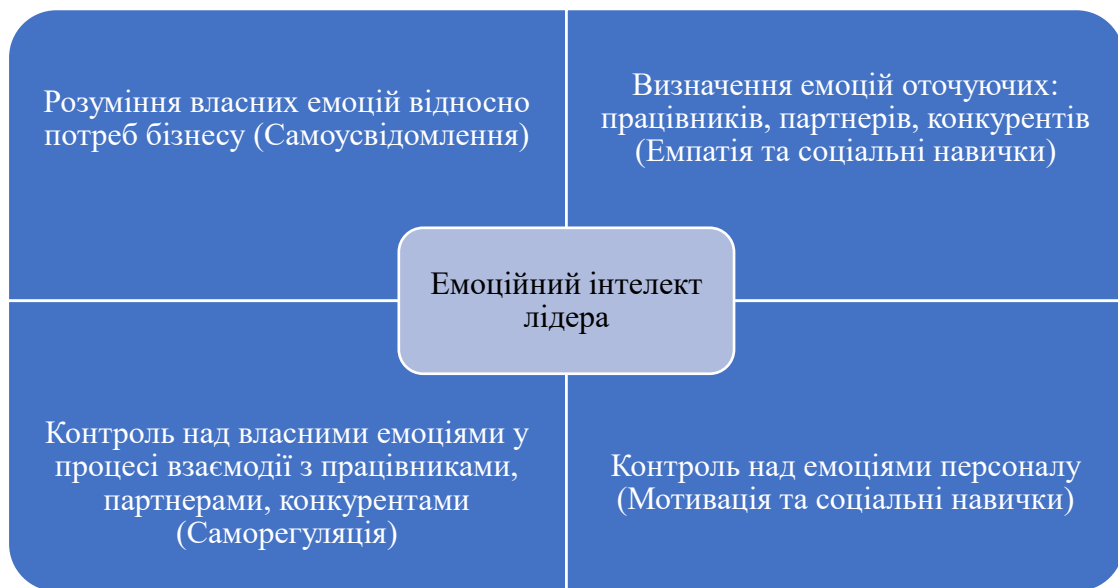 Розуміння власних емоцій відносно
потреб бізнесу (Самоусвідомлення)
Визначення емоцій оточуючих:
працівників, партнерів, конкурентів
(Емпатія та соціальні навички)
Емоційний інтелект
лідера
Контроль над власними емоціями у
процесі взаємодії з працівниками,
партнерами, конкурентами
(Саморегуляція)
Контроль над емоціями персоналу
(Мотивація та соціальні навички)